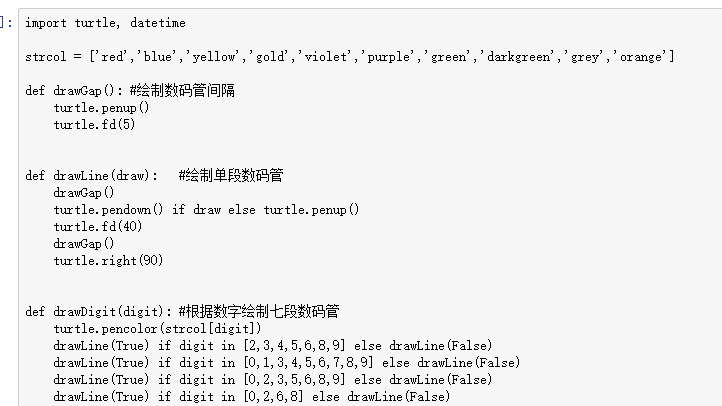 ]:
import turtle, datetime
strcol = ['red','blue','yellow','gold','violet','purple','green','darkgreen','grey','orange']
def drawGap(): #绘制数码管间隔
    turtle.penup()
    turtle.fd(5)
def drawLine(draw):   #绘制单段数码管
    drawGap()
    turtle.pendown() if draw else turtle.penup()
    turtle.fd(40)
    drawGap()
    turtle.right(90)
def drawDigit(digit): #根据数字绘制七段数码管
    turtle.pencolor(strcol[digit])
    drawLine(True) if digit in [2,3,4,5,6,8,9] else drawLine(False)
    drawLine(True) if digit in [0,1,3,4,5,6,7,8,9] else drawLine(False)
    drawLine(True) if digit in [0,2,3,5,6,8,9] else drawLine(False)
    drawLine(True) if digit in [0,2,6,8] else drawLine(False)